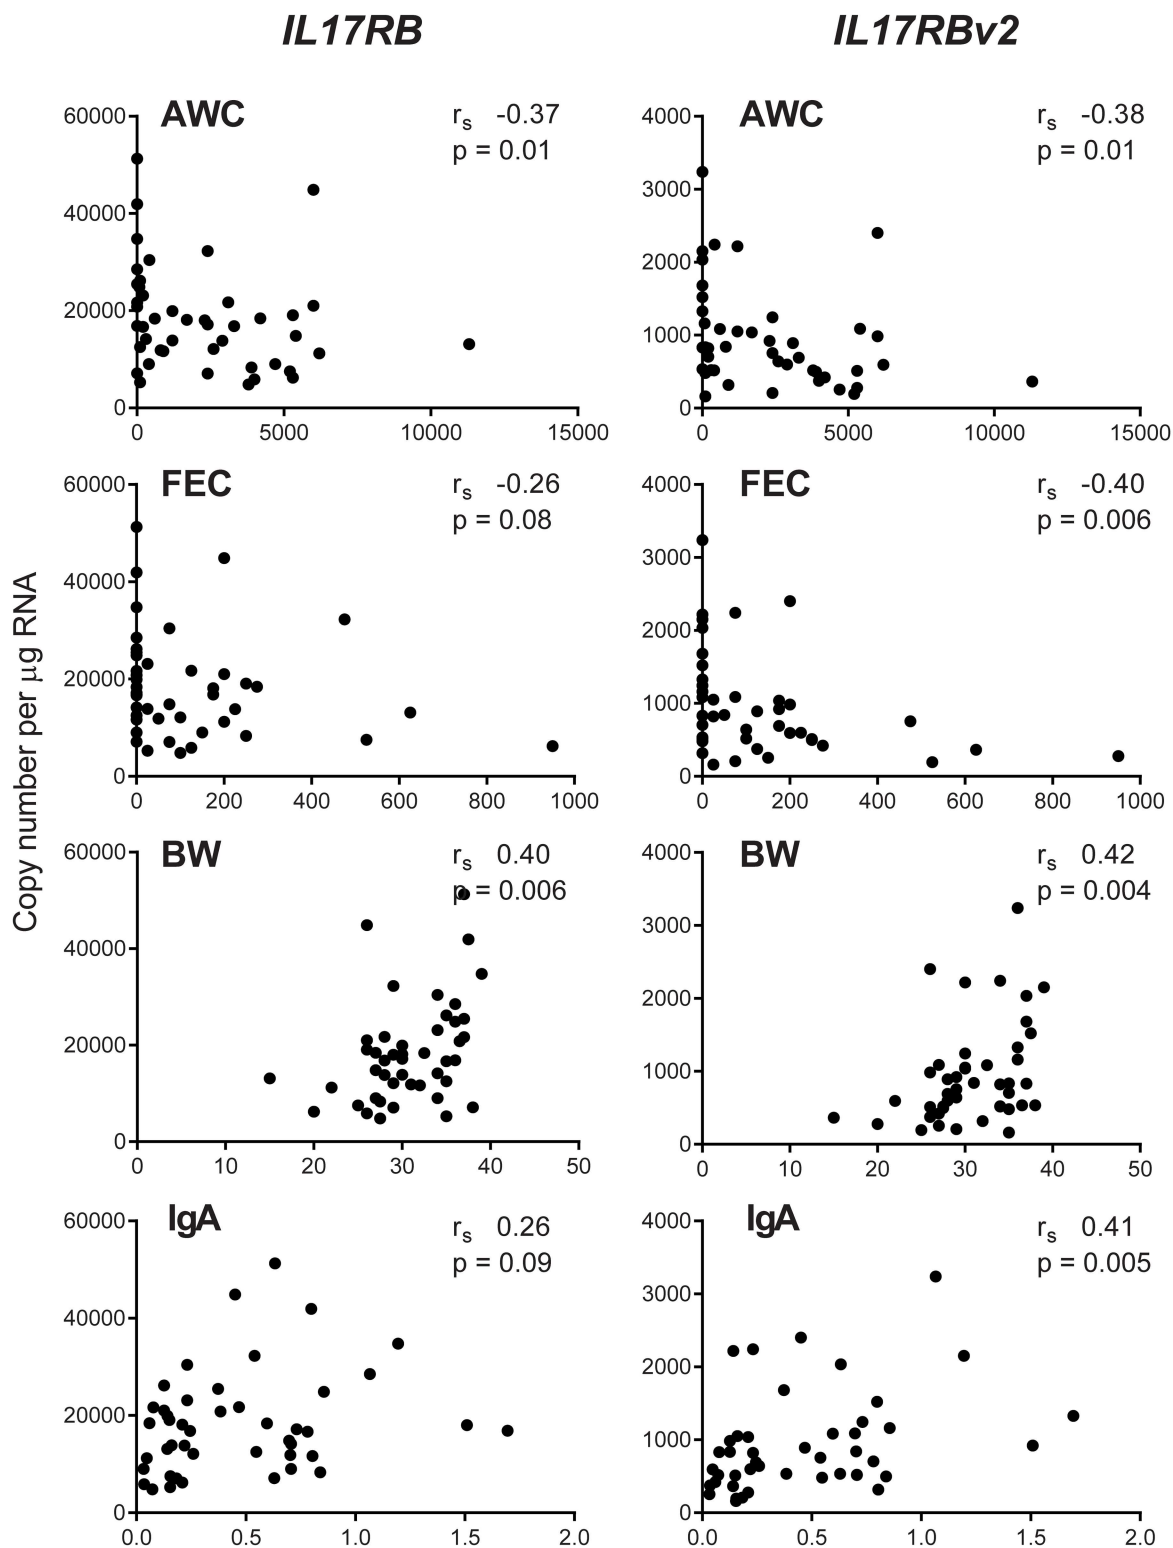 IL17RB
IL17RBv2
Copy number per μg RNA
AWC
rs -0.37
p = 0.01
60000
40000
20000
0
0 5000 10000 15000
AWC
rs -0.38
p = 0.01
4000
3000
2000
1000
0
0 5000 10000 15000
FEC
rs -0.26
p = 0.08
60000
40000
20000
0
0 200 400 600 800 1000
FEC
rs -0.40
p = 0.006
4000
3000
2000
1000
0
0 200 400 600 800 1000
BW
rs 0.40
p = 0.006
60000
40000
20000
0
0 10 20 30 40 50
BW
rs 0.42
p = 0.004
4000
3000
2000
1000
0
0 10 20 30 40 50
IgA
rs 0.26
p = 0.09
60000
40000
20000
0
0.0 0.5 1.0 1.5 2.0
IgA
rs 0.41
p = 0.005
4000
3000
2000
1000
0
0.0 0.5 1.0 1.5 2.0